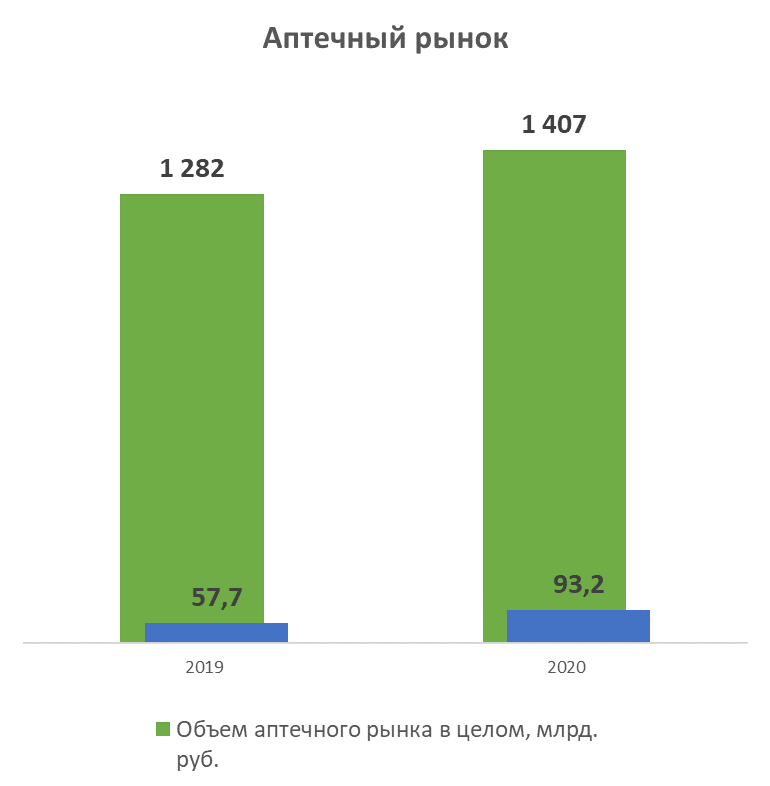 Аптечный рынок
1 407
1 282
93,2
57,7
2019 2020
Объем аптечного рынка в целом, млрд.
руб.